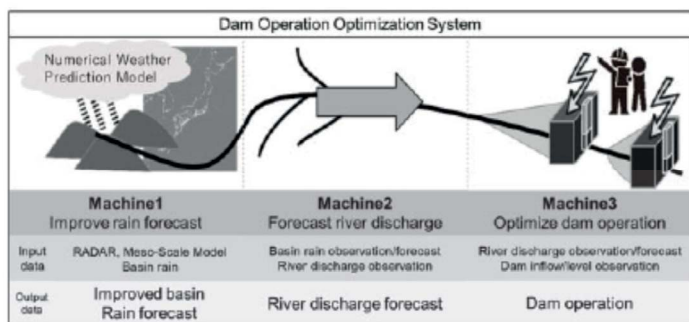 Dam Operation Optimization System
Numerical Weather
Prediction Model
Machine1
Improve rain forecast
Machine2
Forecast river discharge
Machine3
Optimize dam operation
Input
data
RADAR, Meso-Scale Model
Basin rain
Basin rain observation/forecast
River discharge observation
River discharge observation/forecast
Dam inflow/level observation
Output
data
Improved basin
Rain forecast
River discharge forecast
Dam operation